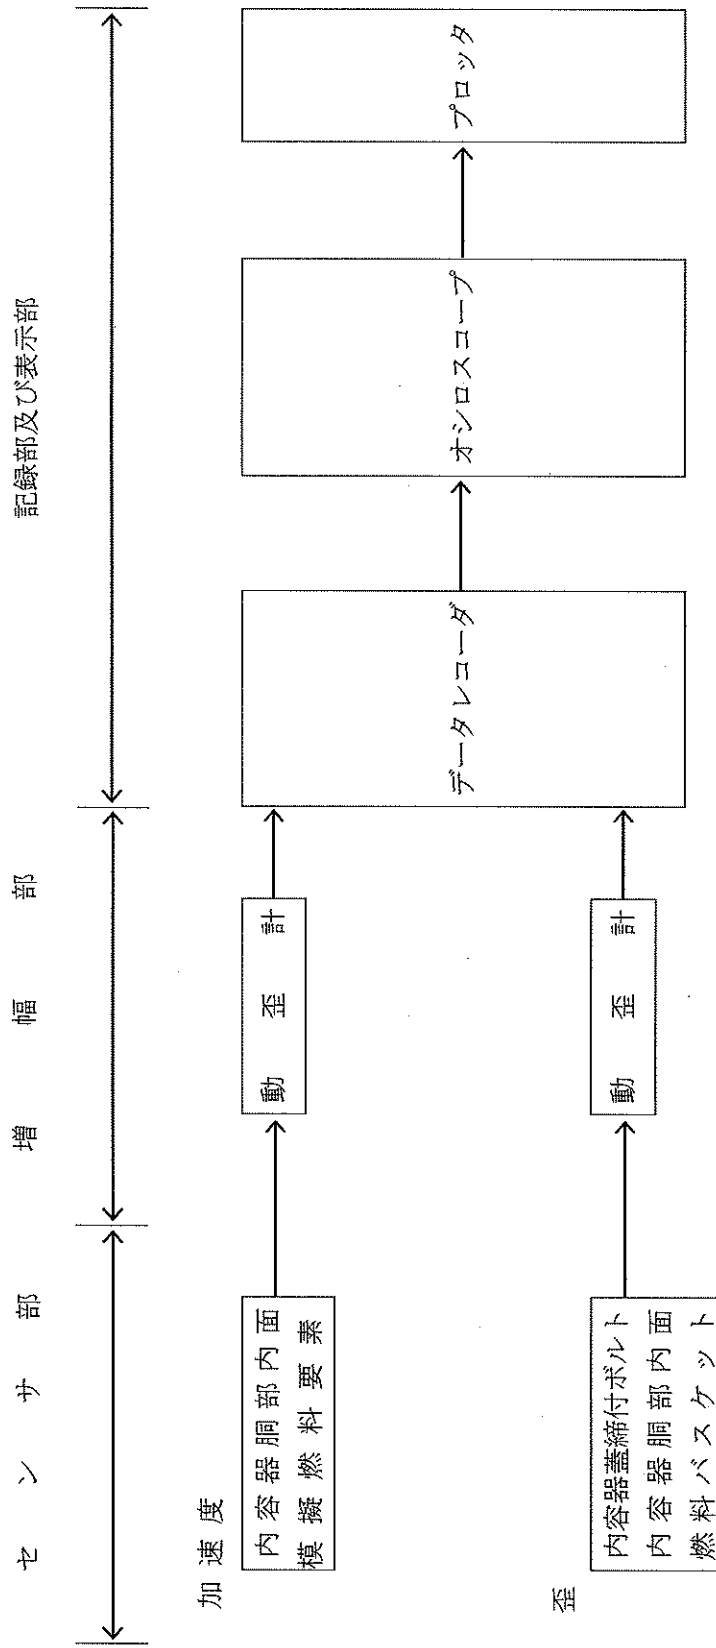 センサ部
増幅部
記録部及び表示部
加速度
内容器胴部内面
模擬燃料要素
動歪計
歪
内容器蓋締付ボルト
内容器胴部内面
燃料バスケット
動歪計
データレコーダ
オシロスコープ
プロッタ